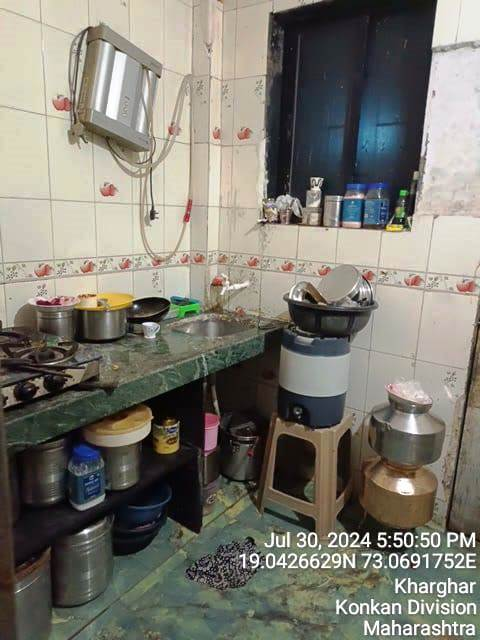 Jul 30, 2024 5:50:50 PM
19.0426629N 73.0691752E
Kharghar
Konkan Division
Maharashtra